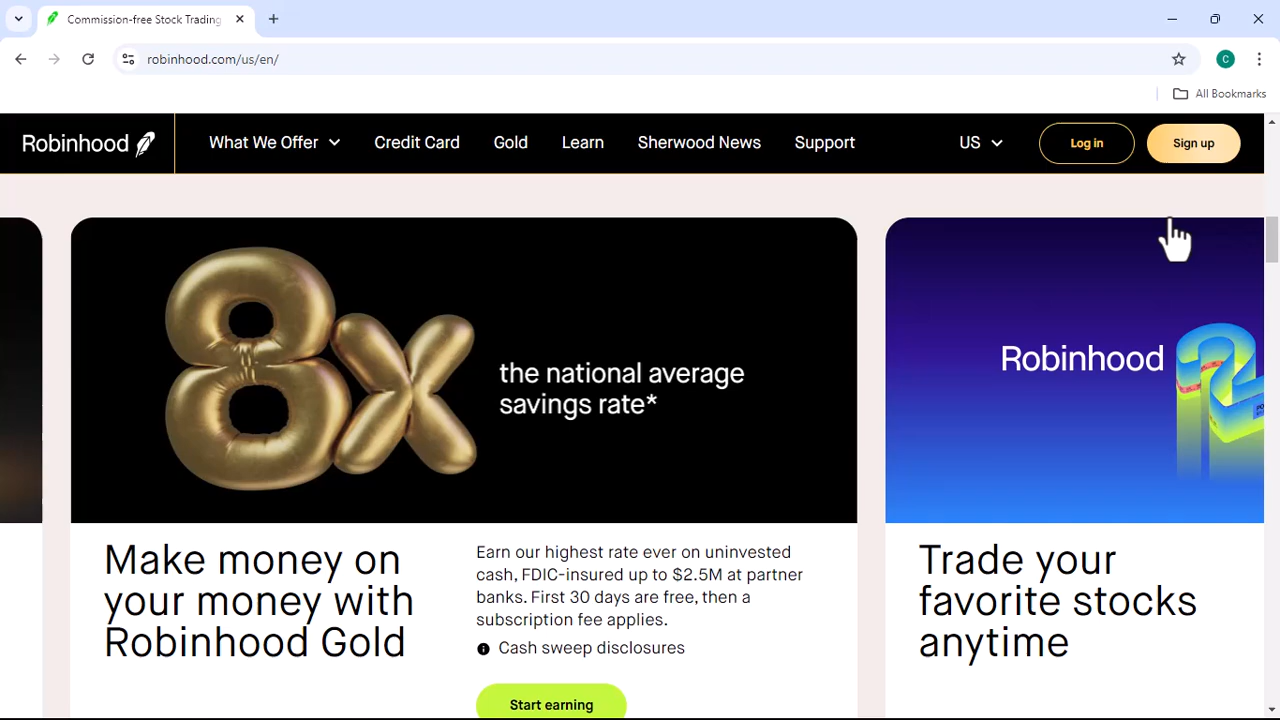 Commission-free Stock Trading
robinhood.com/us/en/
C
All Bookmarks
Robinhood
What We Offer
Credit Card
Gold
Learn
Sherwood News
Support
US
Log in
Sign up
8x
the national average
savings rate*
Robinhood
Make money on
your money with
Robinhood Gold
Earn our highest rate ever on uninvested
cash, FDIC-insured up to $2.5M at partner
banks. First 30 days are free, then a
subscription fee applies.
Cash sweep disclosures
Start earning
Trade your
favorite stocks
anytime